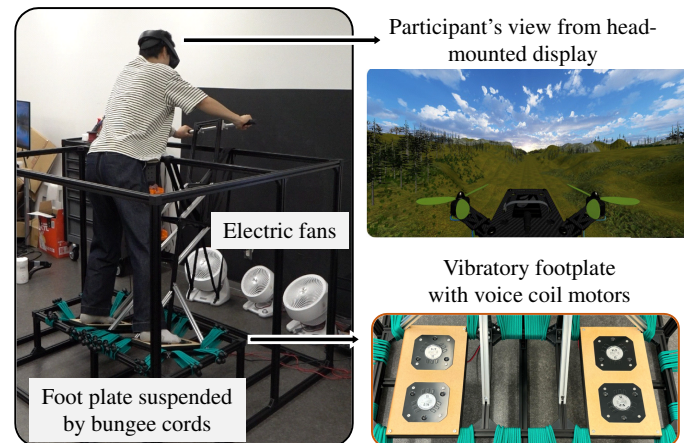 Participant's view from head-
mounted display
Electric fans
Vibratory footplate
with voice coil motors
Foot plate suspended
by bungee cords